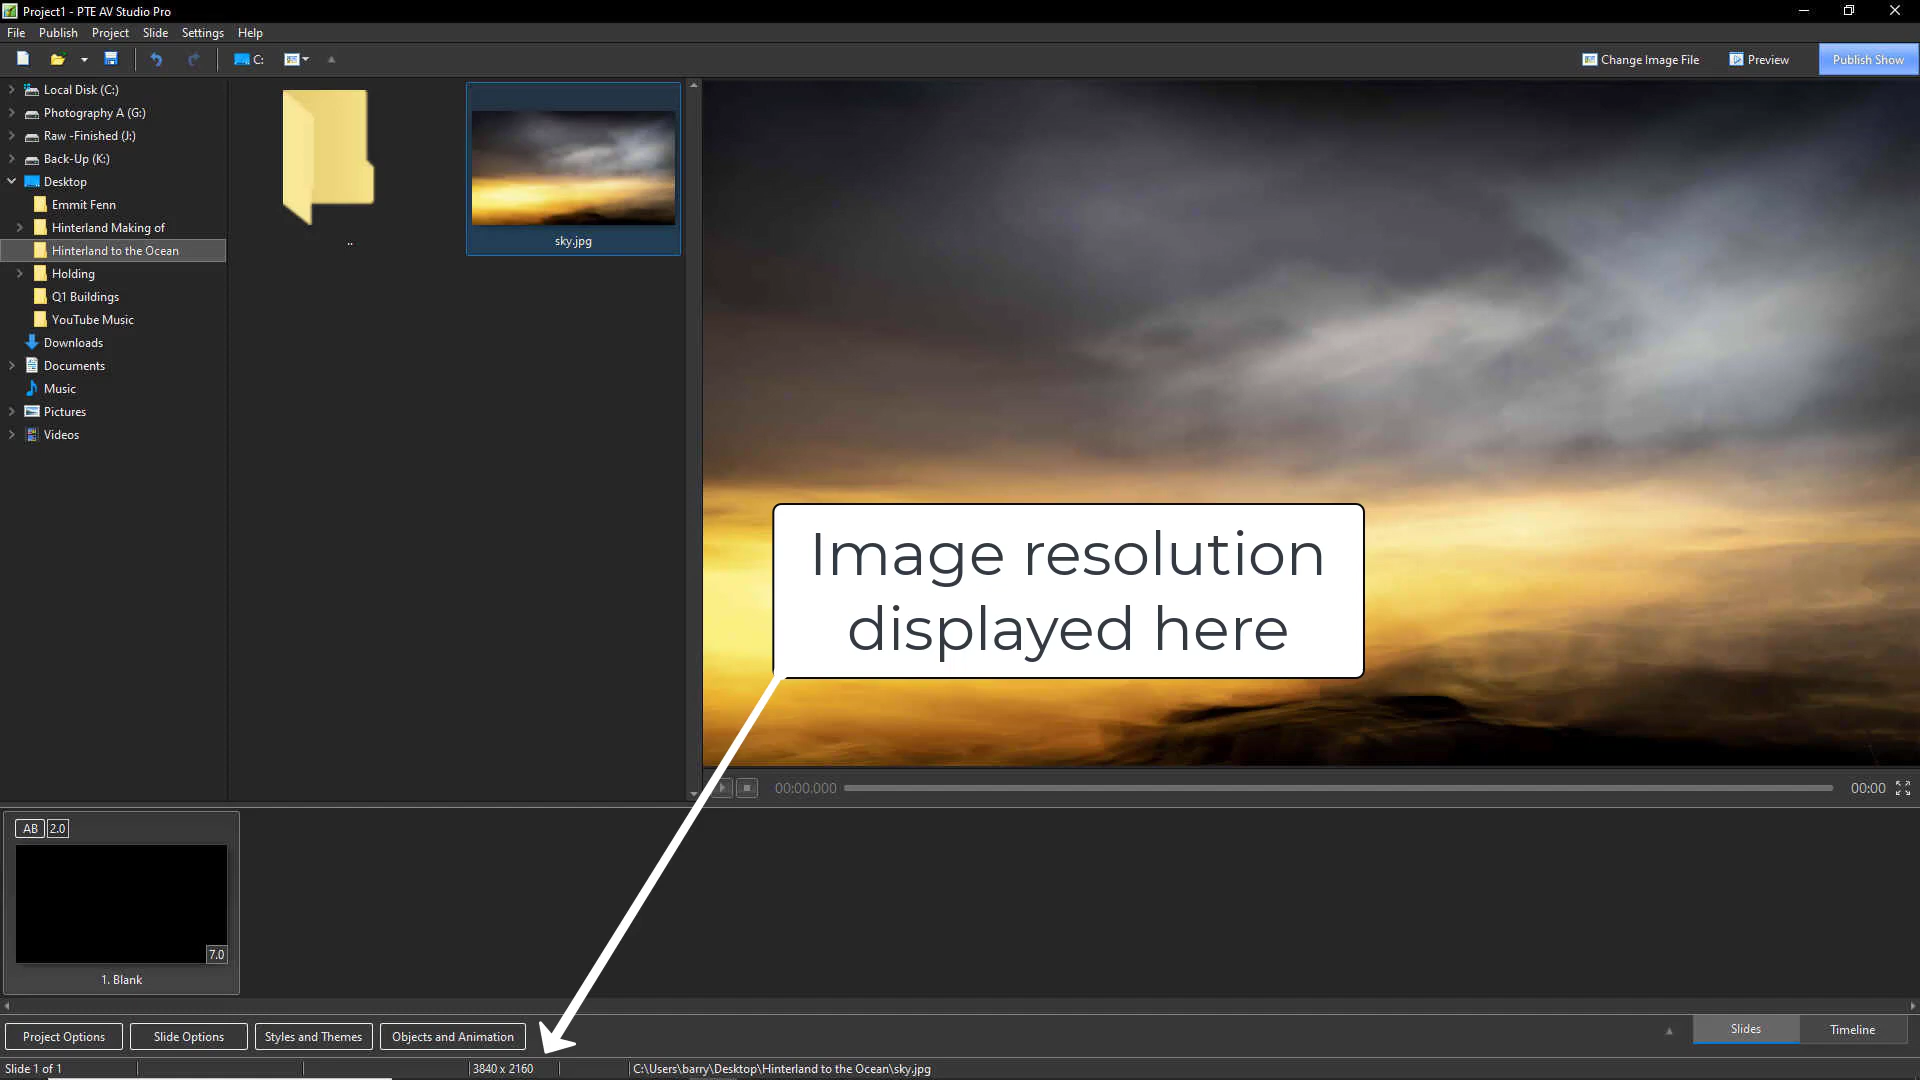 Project1 - PTE AV Studio Pro
File Publish Project Slide Settings Help
C: Change Image File Preview Publish Show
Local Disk (C:)
Photography A (G:)
Raw -Finished (J:)
Back-Up (K:)
Desktop
Emmit Fenn
Hinterland Making of
Hinterland to the Ocean
Holding
Q1 Buildings
YouTube Music
Downloads
Documents
Music
Pictures
Videos
..
sky.jpg
Image resolution
displayed here
00:00.000 00:00
AB 2.0
7.0
1. Blank
Project Options Slide Options Styles and Themes Objects and Animation Slides Timeline
Slide 1 of 1 3840 x 2160 C:\Users\barry\Desktop\Hinterland to the Ocean\sky.jpg